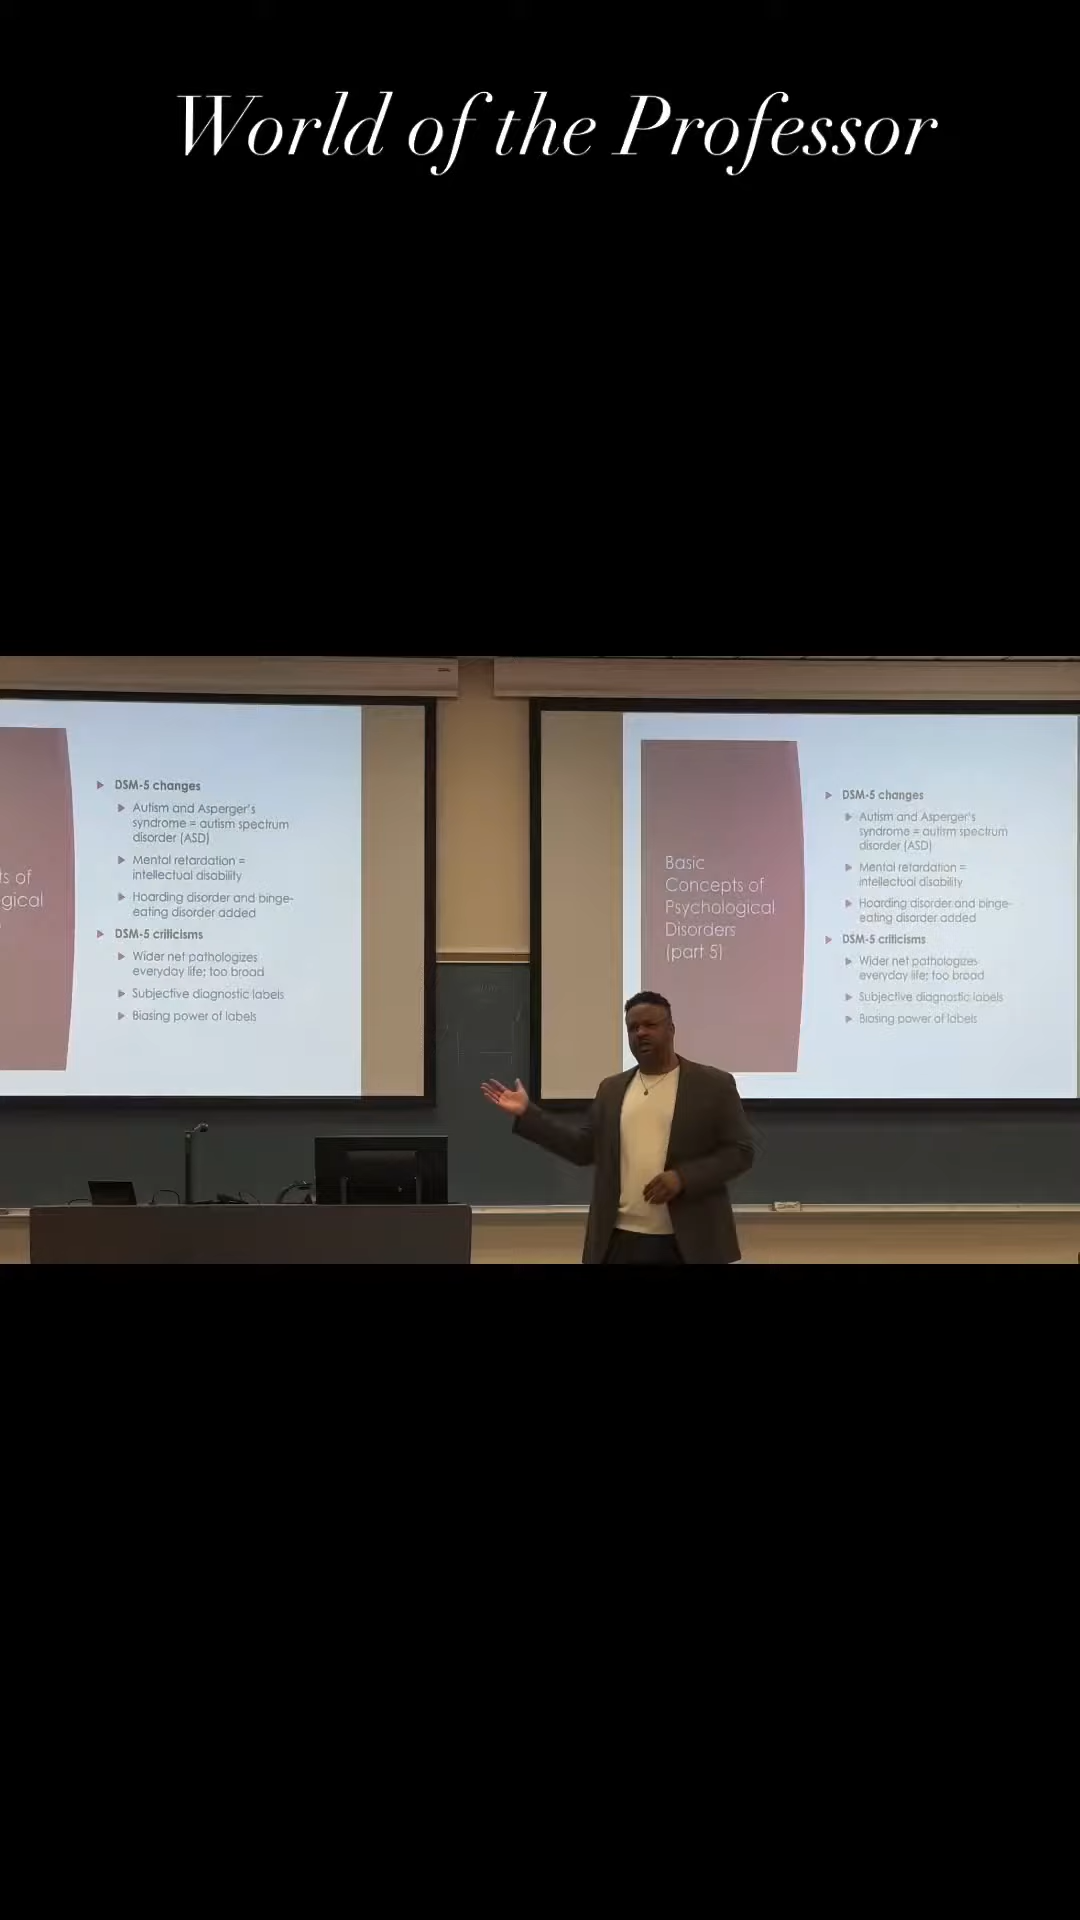 World of the Professor
ts of
gical
DSM-5 changes
Autism and Asperger's
syndrome = autism spectrum
disorder (ASD)
Mental retardation =
intellectual disability
Hoarding disorder and binge-
eating disorder added
DSM-5 criticisms
Wider net pathologizes
everyday life; too broad
Subjective diagnostic labels
Biasing power of labels
Basic
Concepts of
Psychological
Disorders
(part 5)
DSM-5 changes
Autism and Asperger's
syndrome = autism spectrum
disorder (ASD)
Mental retardation =
intellectual disability
Hoarding disorder and binge-
eating disorder added
DSM-5 criticisms
Wider net pathologizes
everyday life; too broad
Subjective diagnostic labels
Biasing power of labels